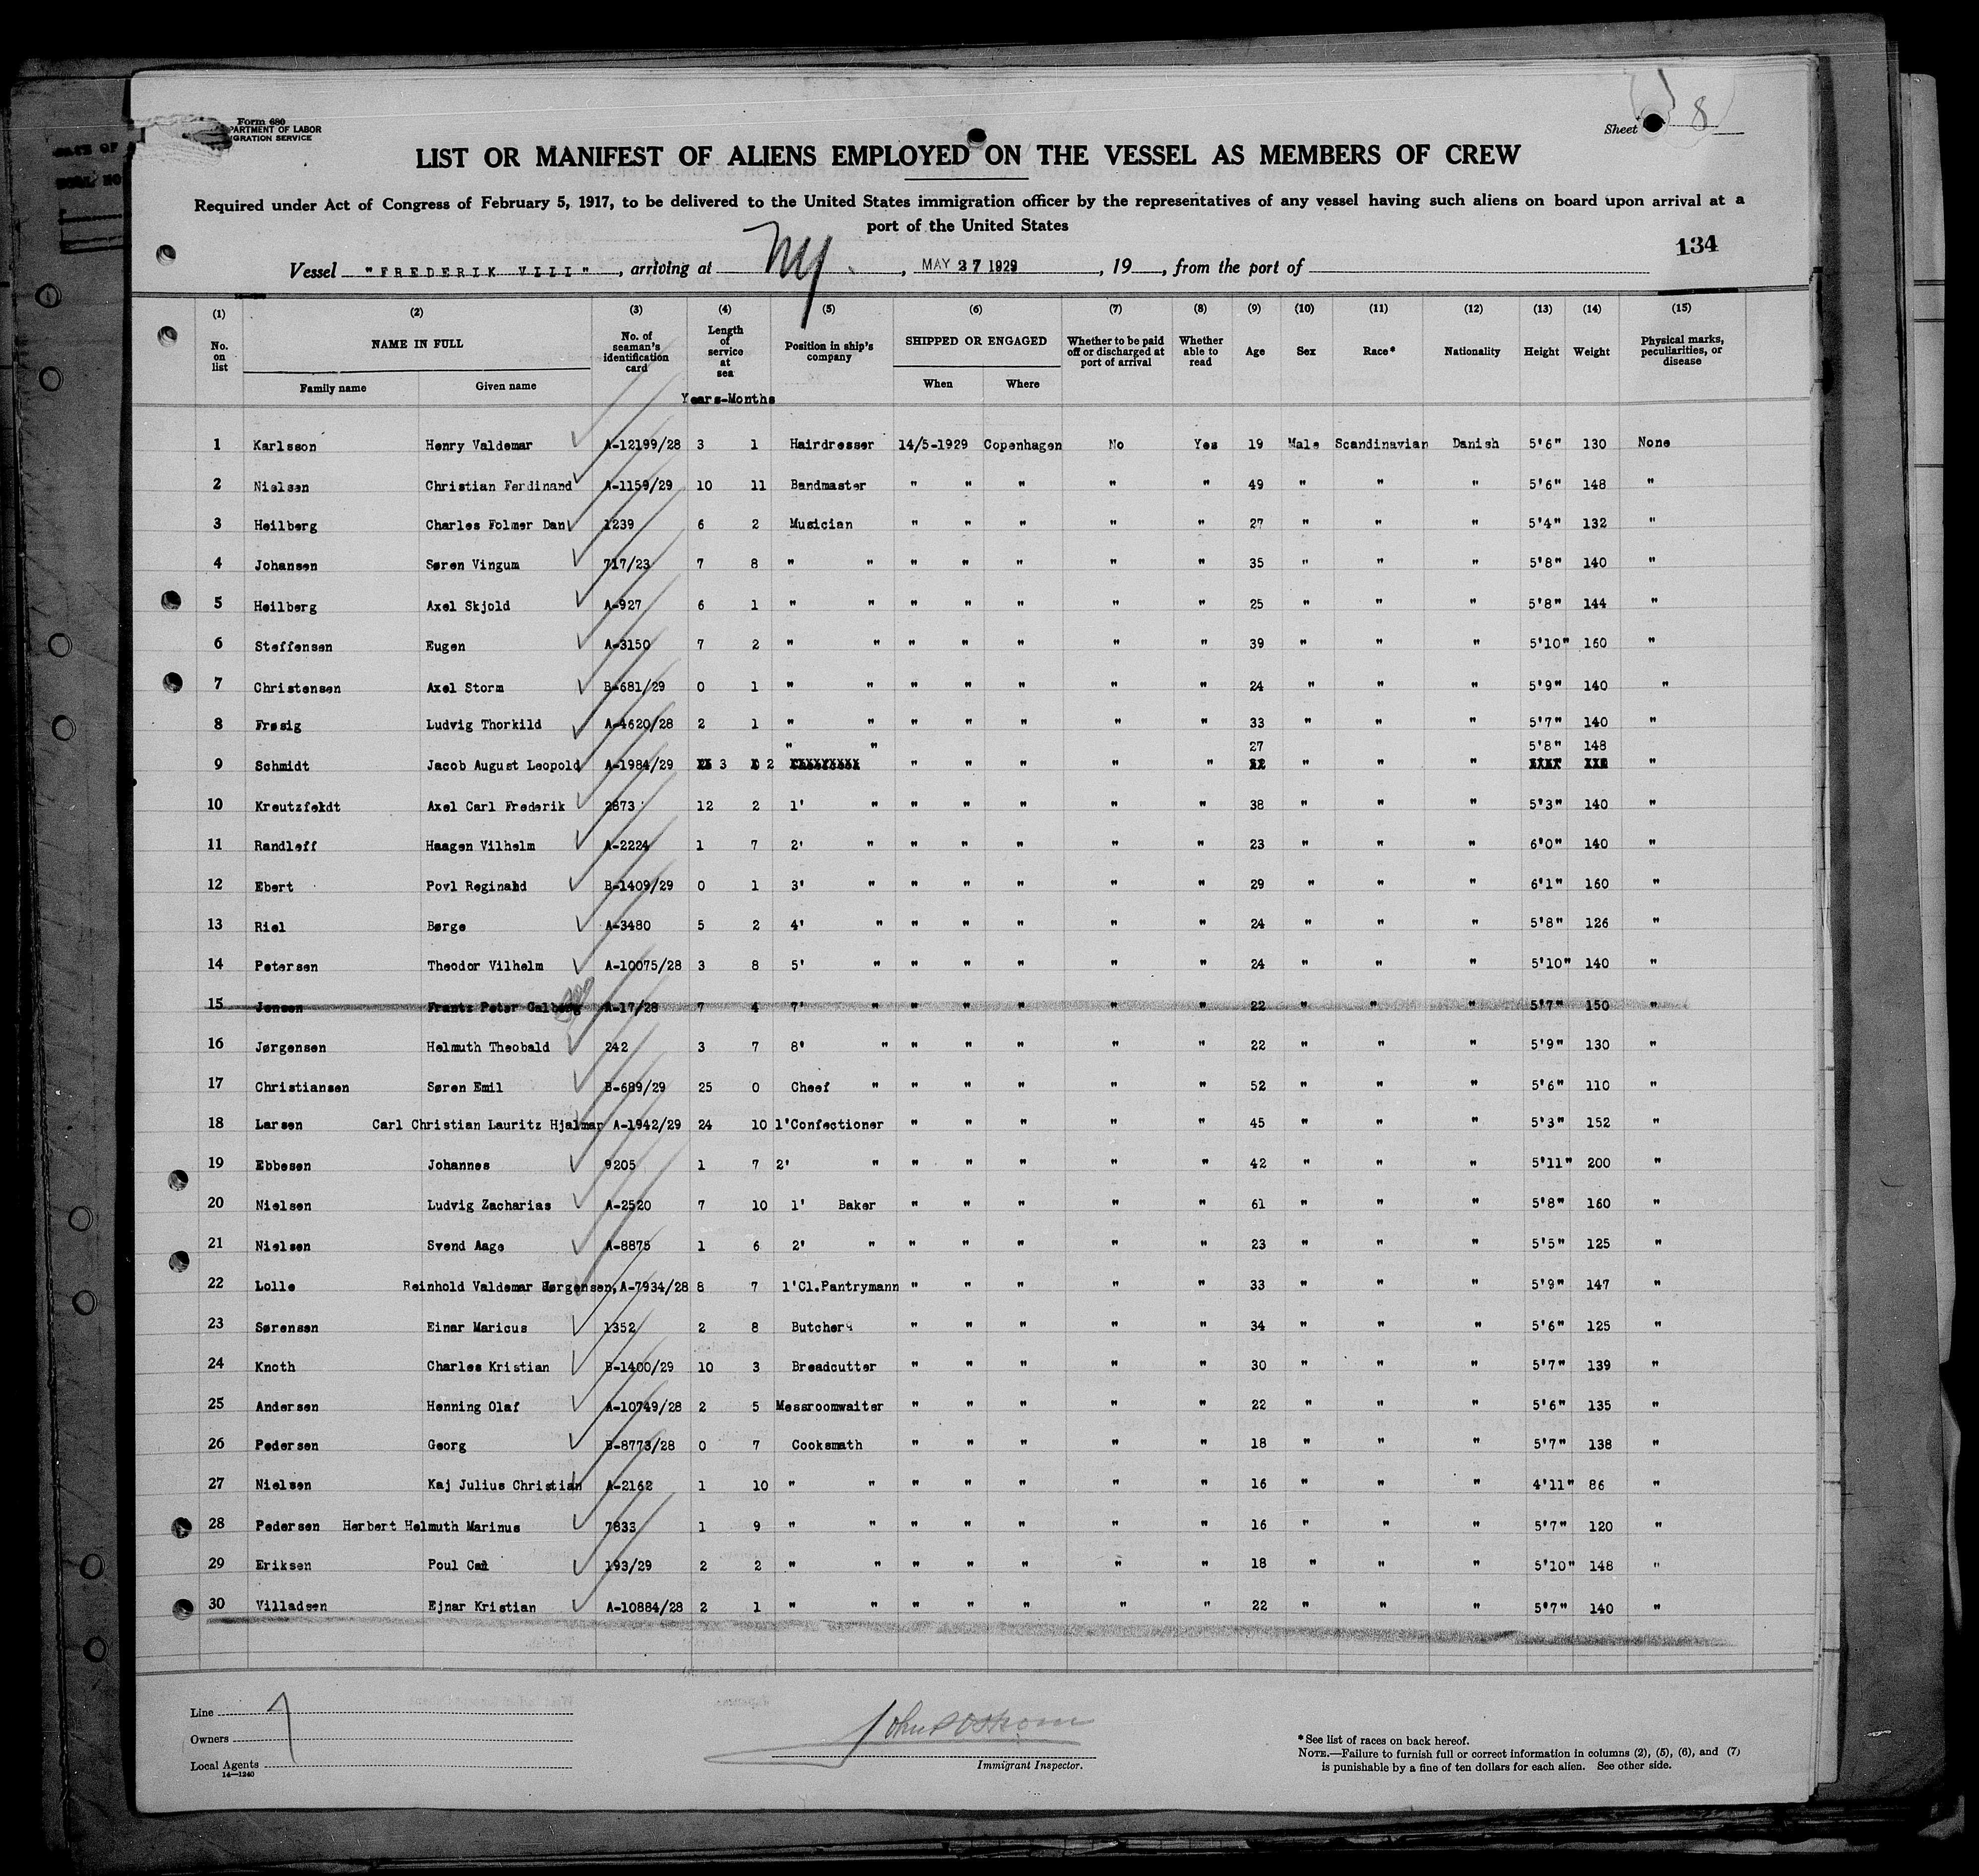 Form 680
PARTMENT OF LABOR
IGRATION SERVICE
Sheet 8
LIST OR MANIFEST OF ALIENS EMPLOYED ON THE VESSEL AS MEMBERS OF CREW
Required under Act of Congress of February 5, 1917, to be delivered to the United States immigration officer by the representatives of any vessel having such aliens on board upon arrival at a
port of the United States
134
Vessel "FREDERIK VIII", arriving at NY, MAY 27 1929, 19 , from the port of
(1) (2) (3) (4) (5) (6) (7) (8) (9) (10) (11) (12) (13) (14) (15)
No. on list NAME IN FULL Family name Given name No. of seaman's identification card Length of service at sea Position in ship's company SHIPPED OR ENGAGED When Where Whether to be paid off or discharged at port of arrival Whether able to read Age Sex Race* Nationality Height Weight Physical marks, peculiarities, or disease
Years-Months
1 Karlsson Henry Valdemar A-12199/28 3 1 Hairdresser 14/5-1929 Copenhagen No Yes 19 Male Scandinavian Danish 5'6" 130 None
2 Nielsen Christian Ferdinand A-1159/29 10 11 Bandmaster " " " " " 49 " " " 5'6" 148 "
3 Heilberg Charles Folmer Dan 1239 6 2 Musician " " " " " 27 " " " 5'4" 132 "
4 Johansen Søren Vingum 717/23 7 8 " " " " " " " 35 " " " 5'8" 140 "
5 Heilberg Axel Skjold A-927 6 1 " " " " " " " 25 " " " 5'8" 144 "
6 Steffensen Eugen A-3150 7 2 " " " " " " " 39 " " " 5'10" 160 "
7 Christensen Axel Storm B-681/29 0 1 " " " " " " " 24 " " " 5'9" 140 "
8 Frøsig Ludvig Thorkild A-4620/28 2 1 " " " " " " " 33 " " " 5'7" 140 "
" " 27 5'8" 148
9 Schmidt Jacob August Leopold A-1984/29 3 2 " " " " " " " " "
10 Kreutzfeldt Axel Carl Frederik 2873 12 2 1' " " " " " " 38 " " " 5'3" 140 "
11 Randleff Haagen Vilhelm A-2224 1 7 2' " " " " " " 23 " " " 6'0" 140 "
12 Ebert Povl Reginald B-1409/29 0 1 3' " " " " " " 29 " " " 6'1" 160 "
13 Riel Børge A-3480 5 2 4' " " " " " " 24 " " " 5'8" 126 "
14 Petersen Theodor Vilhelm A-10075/28 3 8 5' " " " " " " 24 " " " 5'10" 140 "
15 Jensen Frantz Peter Galberg A-17/28 7 4 7' " " " " " " 22 " " " 5'7" 150 "
16 Jørgensen Helmuth Theobald 242 3 7 8' " " " " " " 22 " " " 5'9" 130 "
17 Christiansen Søren Emil B-689/29 25 0 Cheef " " " " " " 52 " " " 5'6" 110 "
18 Larsen Carl Christian Lauritz Hjalmar A-1942/29 24 10 1'Confectioner " " " " " 45 " " " 5'3" 152 "
19 Ebbesen Johannes 9205 1 7 2' " " " " " " 42 " " " 5'11" 200 "
20 Nielsen Ludvig Zacharias A-2520 7 10 1' Baker " " " " " 61 " " " 5'8" 160 "
21 Nielsen Svend Aage A-8875 1 6 2' " " " " " " 23 " " " 5'5" 125 "
22 Lolle Reinhold Valdemar Jørgensen, A-7934/28 8 7 1'Cl.Pantrymann " " " " " 33 " " " 5'9" 147 "
23 Sørensen Einar Maricus 1352 2 8 Butcher " " " " " 34 " " " 5'6" 125 "
24 Knoth Charles Kristian B-1400/29 10 3 Breadcutter " " " " " 30 " " " 5'7" 139 "
25 Andersen Henning Olaf A-10749/28 2 5 Messroomwaiter " " " " " 22 " " " 5'6" 135 "
26 Pedersen Georg B-8773/28 0 7 Cooksmath " " " " " 18 " " " 5'7" 138 "
27 Nielsen Kaj Julius Christian A-2162 1 10 " " " " " " " 16 " " " 4'11" 86 "
28 Pedersen Herbert Helmuth Marinus 7833 1 9 " " " " " " " 16 " " " 5'7" 120 "
29 Eriksen Poul 193/29 2 2 " " " " " " " 18 " " " 5'10" 148 "
30 Villadsen Ejnar Kristian A-10884/28 2 1 " " " " " " " 22 " " " 5'7" 140 "
Line
Owners
Local Agents
14—1240
Immigrant Inspector.
*See list of races on back hereof.
NOTE.—Failure to furnish full or correct information in columns (2), (5), (6), and (7)
is punishable by a fine of ten dollars for each alien. See other side.